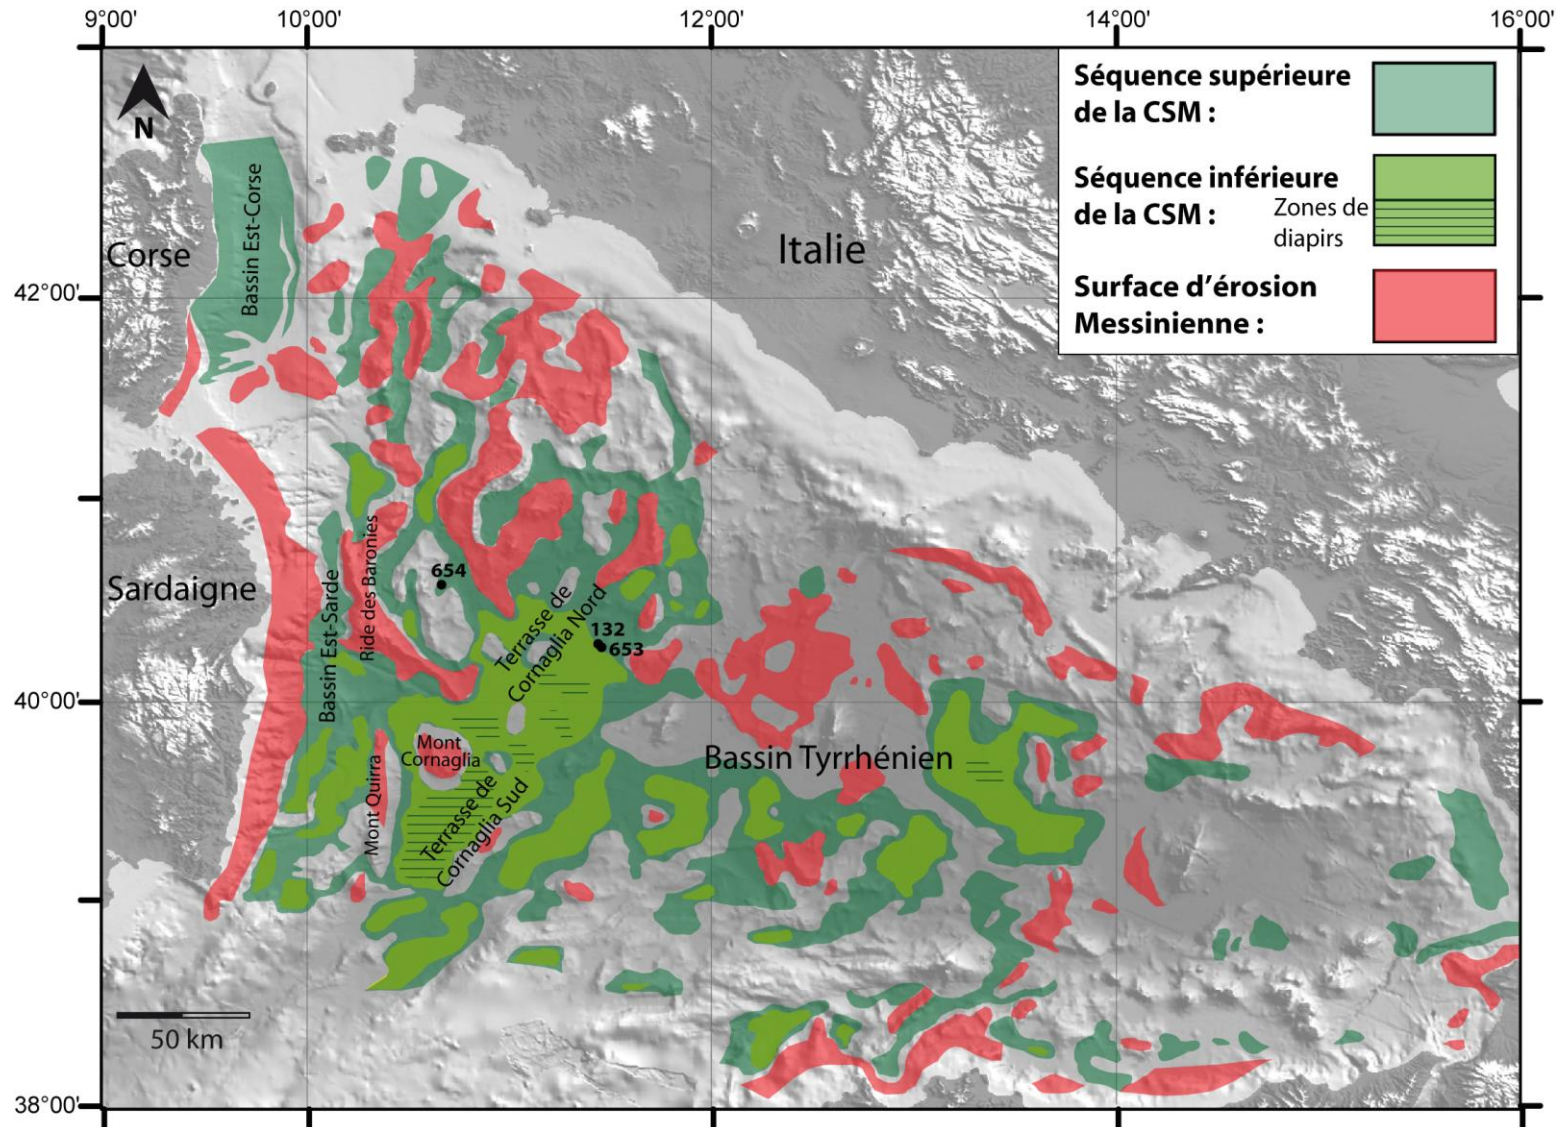 9°00'
10°00'
12°00'
14°00'
16°00'
N
Séquence supérieure
de la CSM :
Séquence inférieure
de la CSM :
Zones de
diapirs
Surface d'érosion
Messinienne :
Corse
Bassin Est-Corse
Italie
42°00'
Sardaigne
Bassin Est-Sarde
Ride des Baronies
654
Terrasse de
Cornaglia Nord
132
653
40°00'
Mont
Cornaglia
Mont Quirra
Terrasse de
Cornaglia Sud
Bassin Tyrrhénien
50 km
38°00'